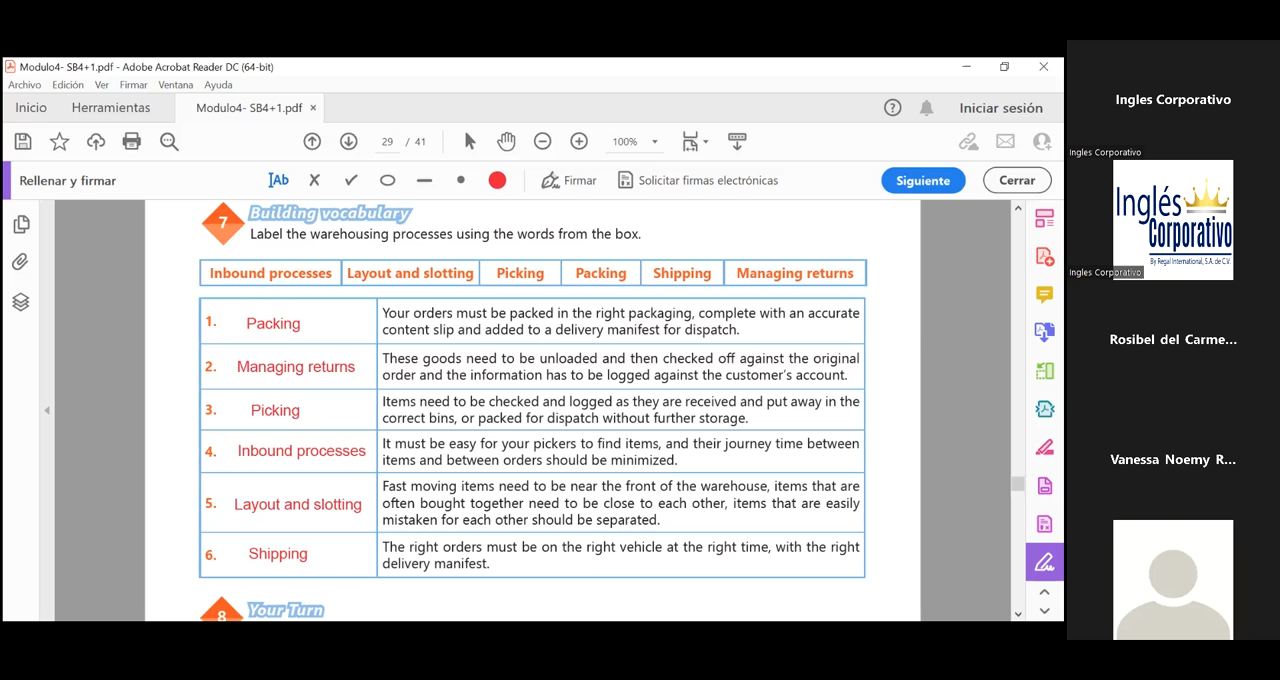 Modulo4- SB4+1.pdf - Adobe Acrobat Reader DC (64-bit)
Archivo Edición Ver Firmar Ventana Ayuda
Inicio Herramientas Modulo4- SB4+1.pdf × Iniciar sesión
29 / 41 100%
Rellenar y firmar Ab Firmar Solicitar firmas electrónicas Siguiente Cerrar
7 Building vocabulary
Label the warehousing processes using the words from the box.
Inbound processes Layout and slotting Picking Packing Shipping Managing returns
1. Packing
Your orders must be packed in the right packaging, complete with an accurate
content slip and added to a delivery manifest for dispatch.
2. Managing returns
These goods need to be unloaded and then checked off against the original
order and the information has to be logged against the customer's account.
3. Picking
Items need to be checked and logged as they are received and put away in the
correct bins, or packed for dispatch without further storage.
4. Inbound processes
It must be easy for your pickers to find items, and their journey time between
items and between orders should be minimized.
5. Layout and slotting
Fast moving items need to be near the front of the warehouse, items that are
often bought together need to be close to each other, items that are easily
mistaken for each other should be separated.
6. Shipping
The right orders must be on the right vehicle at the right time, with the right
delivery manifest.
8 Your Turn
Ingles Corporativo
Ingles Corporativo
Inglés
Corporativo
By Regal International, S.A. de C.V.
Ingles Corporativo
Rosibel del Carme...
Vanessa Noemy R...